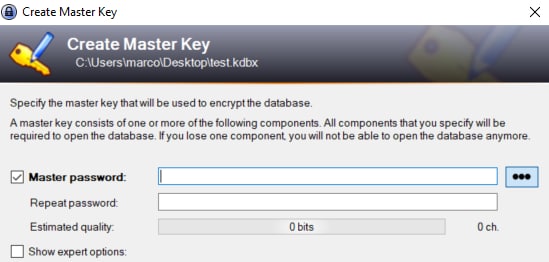 Create Master Key
Create Master Key
C:\Users\marco\Desktop\test.kdbx
Specify the master key that will be used to encrypt the database.
A master key consists of one or more of the following components. All components that you specify will be
required to open the database. If you lose one component, you will not be able to open the database anymore.
Master password:
Repeat password:
Estimated quality: 0 bits 0 ch.
Show expert options: